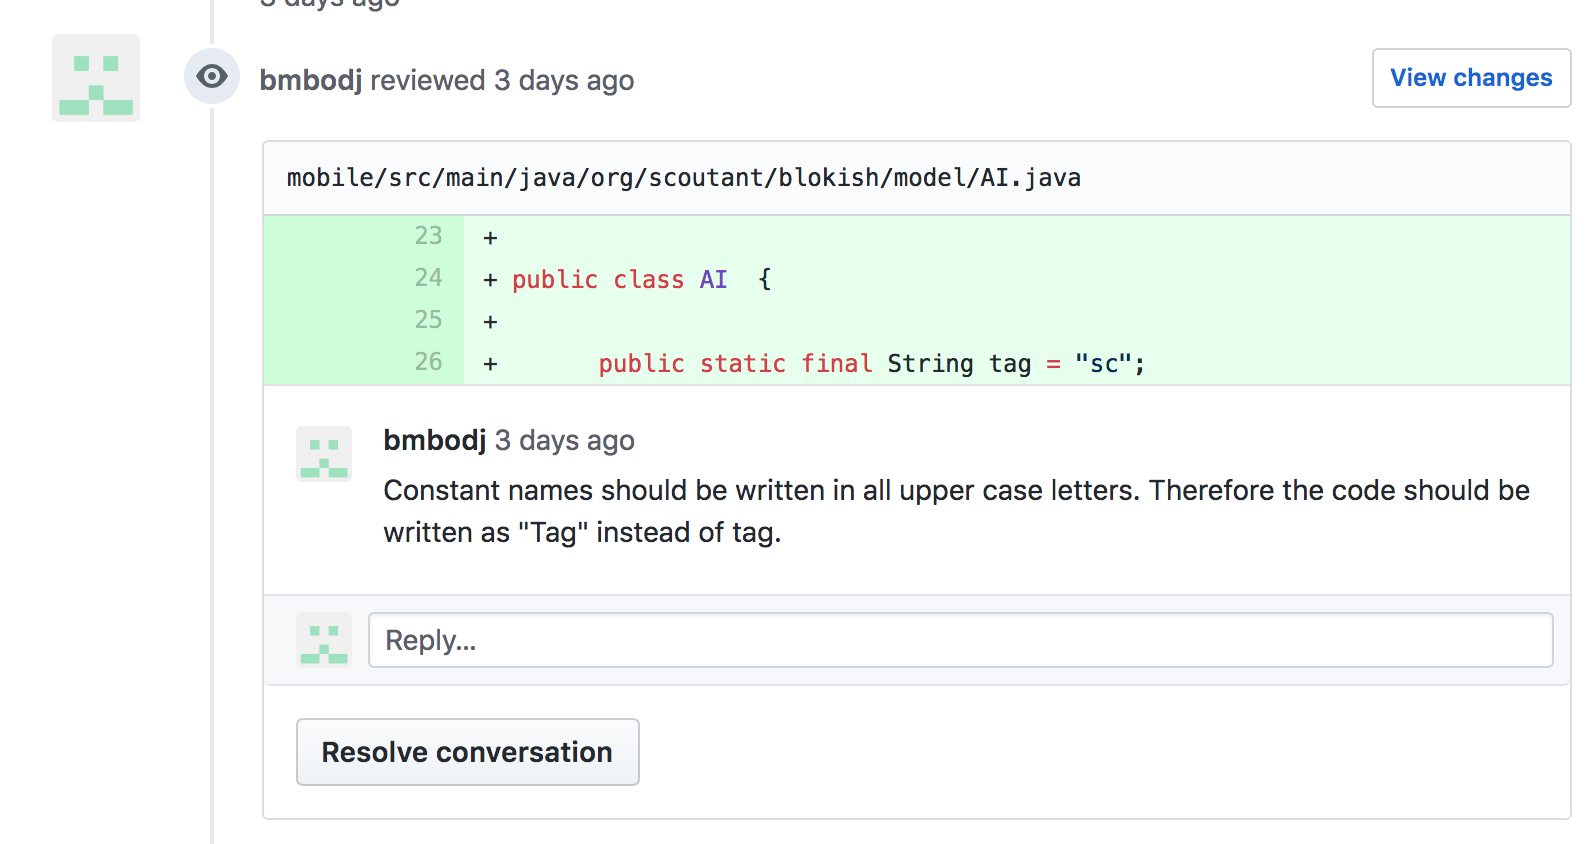 3 days ago
bmbodj reviewed 3 days ago
View changes
mobile/src/main/java/org/scoutant/blokish/model/AI.java
23 +
24 + public class AI  {
25 +
26 +       public static final String tag = "sc";
bmbodj 3 days ago
Constant names should be written in all upper case letters. Therefore the code should be
written as "Tag" instead of tag.
Reply...
Resolve conversation